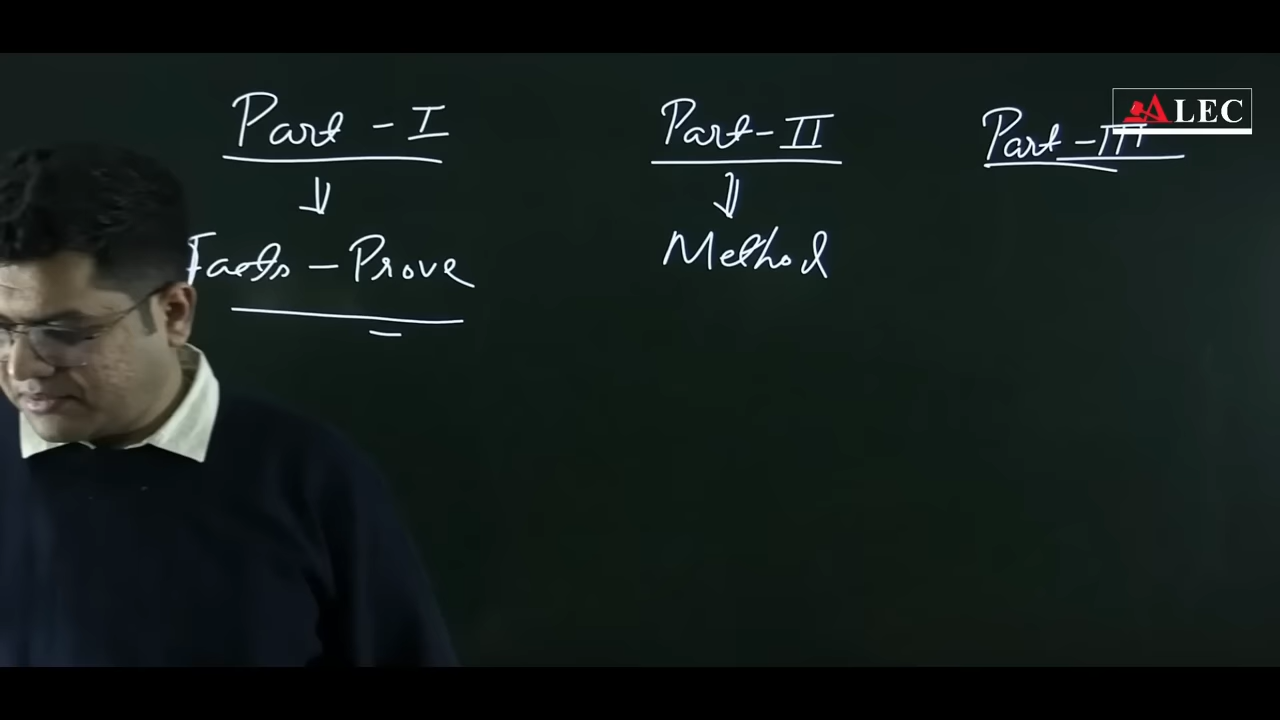 Part - I
Part - II
Part - III
ALEC
Facts - Prove
Method